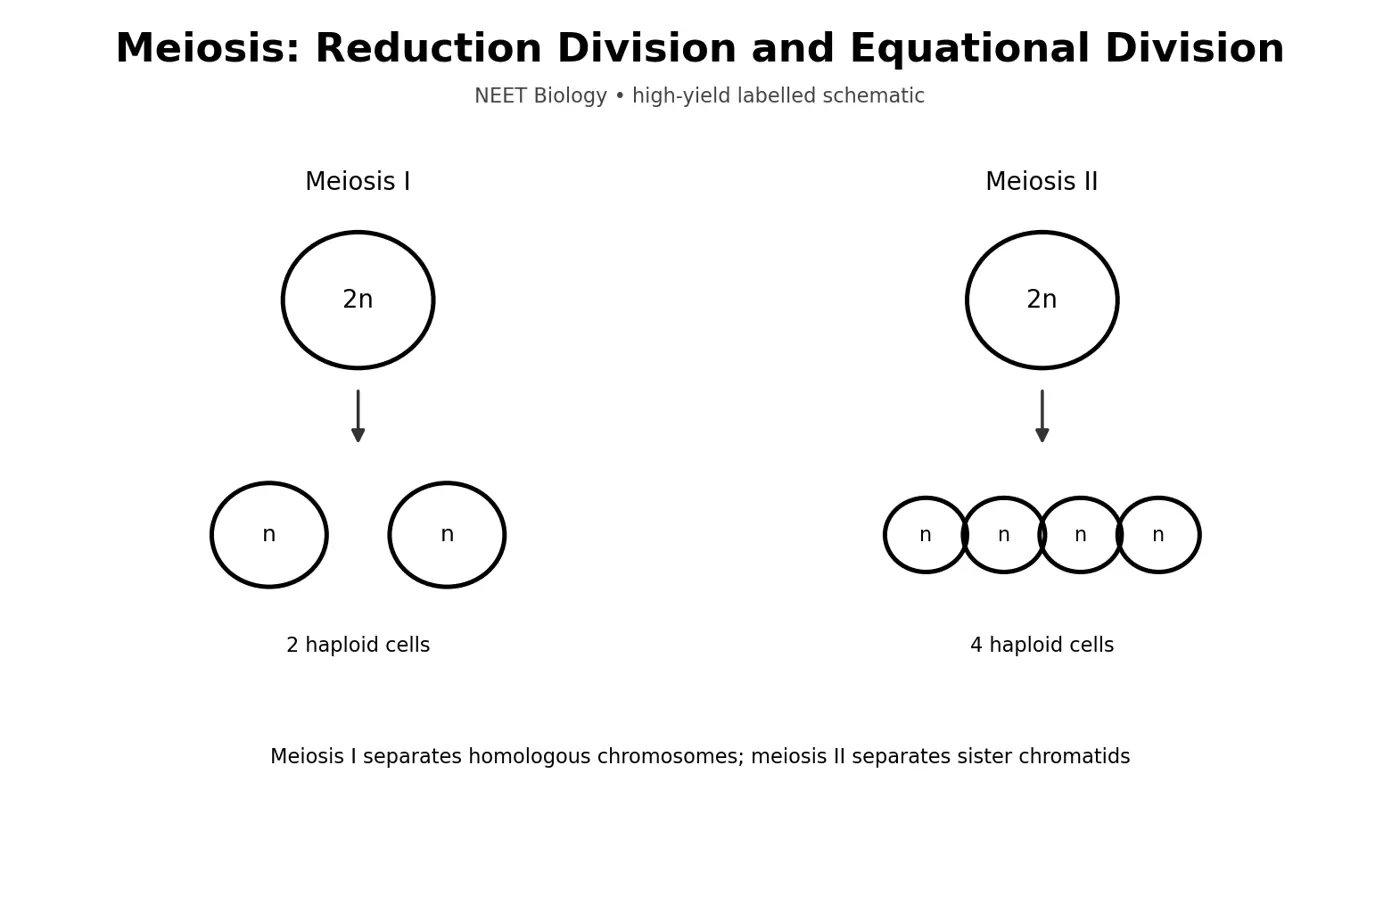 Meiosis: Reduction Division and Equational Division
NEET Biology • high-yield labelled schematic
Meiosis I
2n
n
n
2 haploid cells
Meiosis II
2n
n
n
n
n
4 haploid cells
Meiosis I separates homologous chromosomes; meiosis II separates sister chromatids